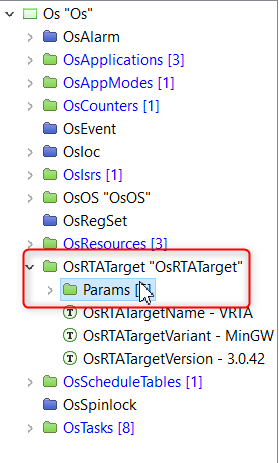 Os "Os"
OsAlarm
OsApplications [3]
OsAppModes [1]
OsCounters [1]
OsEvent
OsIoc
OsIsrs [1]
OsOS "OsOS"
OsRegSet
OsResources [3]
OsRTATarget "OsRTATarget"
Params
OsRTATargetName - VRTA
OsRTATargetVariant - MinGW
OsRTATargetVersion - 3.0.42
OsScheduleTables [1]
OsSpinlock
OsTasks [8]